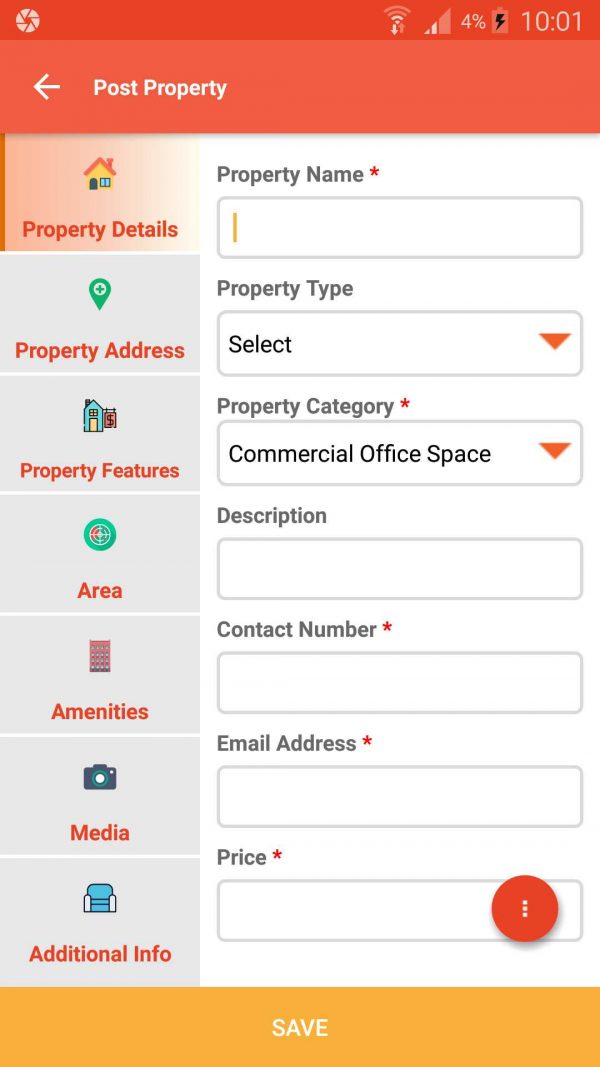 4% 10:01
Post Property
Property Details
Property Address
Property Features
Area
Amenities
Media
Additional Info
Property Name *
Property Type
Select
Property Category *
Commercial Office Space
Description
Contact Number *
Email Address *
Price *
SAVE